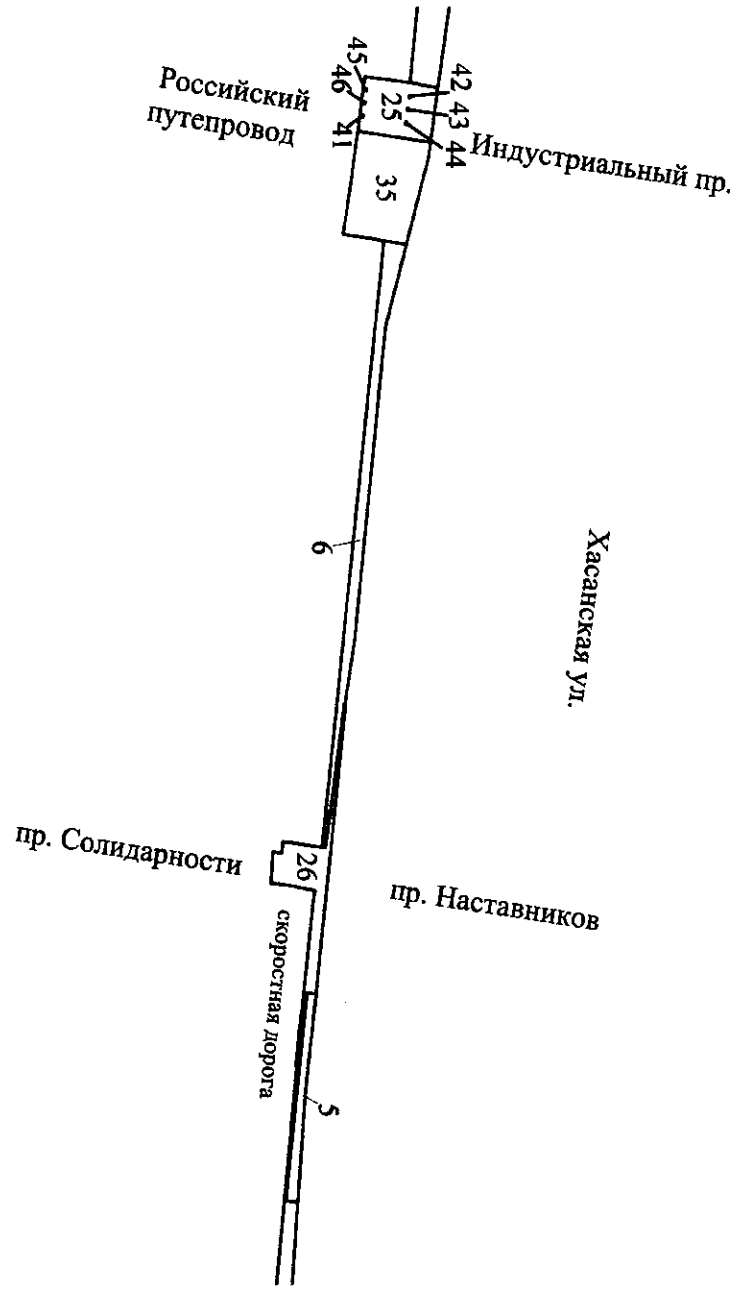 45
46
41
25
42
43
44
Российский
путепровод
Индустриальный пр.
35
6
Хасанская ул.
пр. Солидарности
26
пр. Наставников
скоростная дорога
5